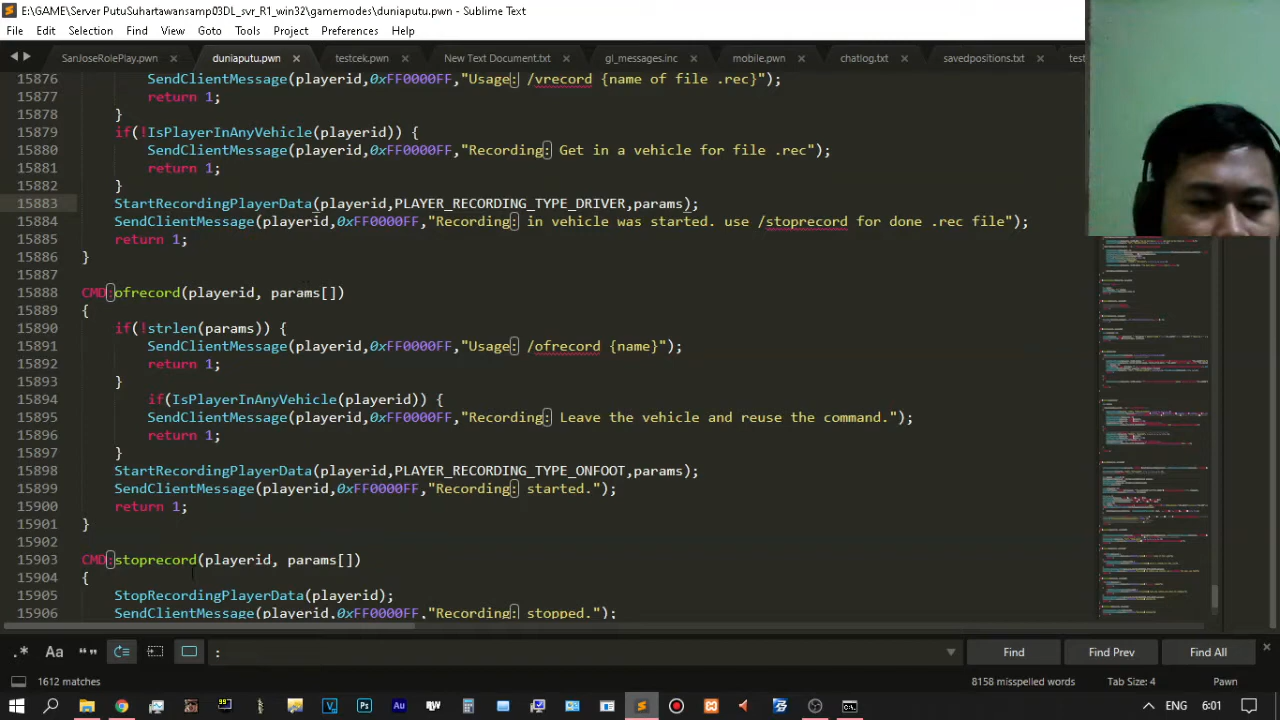 E:\GAME\Server PutuSuhartawansamp03DL_svr_R1_win32\gamemodes\duniaputu.pwn - Sublime Text
File Edit Selection Find View Goto Tools Project Preferences Help
SanJoseRolePlay.pwn duniaputu.pwn testcek.pwn New Text Document.txt gl_messages.inc mobile.pwn chatlog.txt savedpositions.txt test
15876 SendClientMessage(playerid,0xFF0000FF,"Usage: /vrecord {name of file .rec}");
15877 return 1;
15878 }
15879 if(!IsPlayerInAnyVehicle(playerid)) {
15880 SendClientMessage(playerid,0xFF0000FF,"Recording: Get in a vehicle for file .rec");
15881 return 1;
15882 }
15883 StartRecordingPlayerData(playerid,PLAYER_RECORDING_TYPE_DRIVER,params);
15884 SendClientMessage(playerid,0xFF0000FF,"Recording: in vehicle was started. use /stoprecord for done .rec file");
15885 return 1;
15886 }
15887
15888 CMD:ofrecord(playerid, params[])
15889 {
15890 if(!strlen(params)) {
15891 SendClientMessage(playerid,0xFF0000FF,"Usage: /ofrecord {name}");
15892 return 1;
15893 }
15894 if(IsPlayerInAnyVehicle(playerid)) {
15895 SendClientMessage(playerid,0xFF0000FF,"Recording: Leave the vehicle and reuse the command.");
15896 return 1;
15897 }
15898 StartRecordingPlayerData(playerid,PLAYER_RECORDING_TYPE_ONFOOT,params);
15899 SendClientMessage(playerid,0xFF0000FF,"Recording: started.");
15900 return 1;
15901 }
15902
15903 CMD:stoprecord(playerid, params[])
15904 {
15905 StopRecordingPlayerData(playerid);
15906 SendClientMessage(playerid,0xFF0000FF,"Recording: stopped.");
.* Aa “” : Find Find Prev Find All
1612 matches 8158 misspelled words Tab Size: 4 Pawn
ENG 6:01